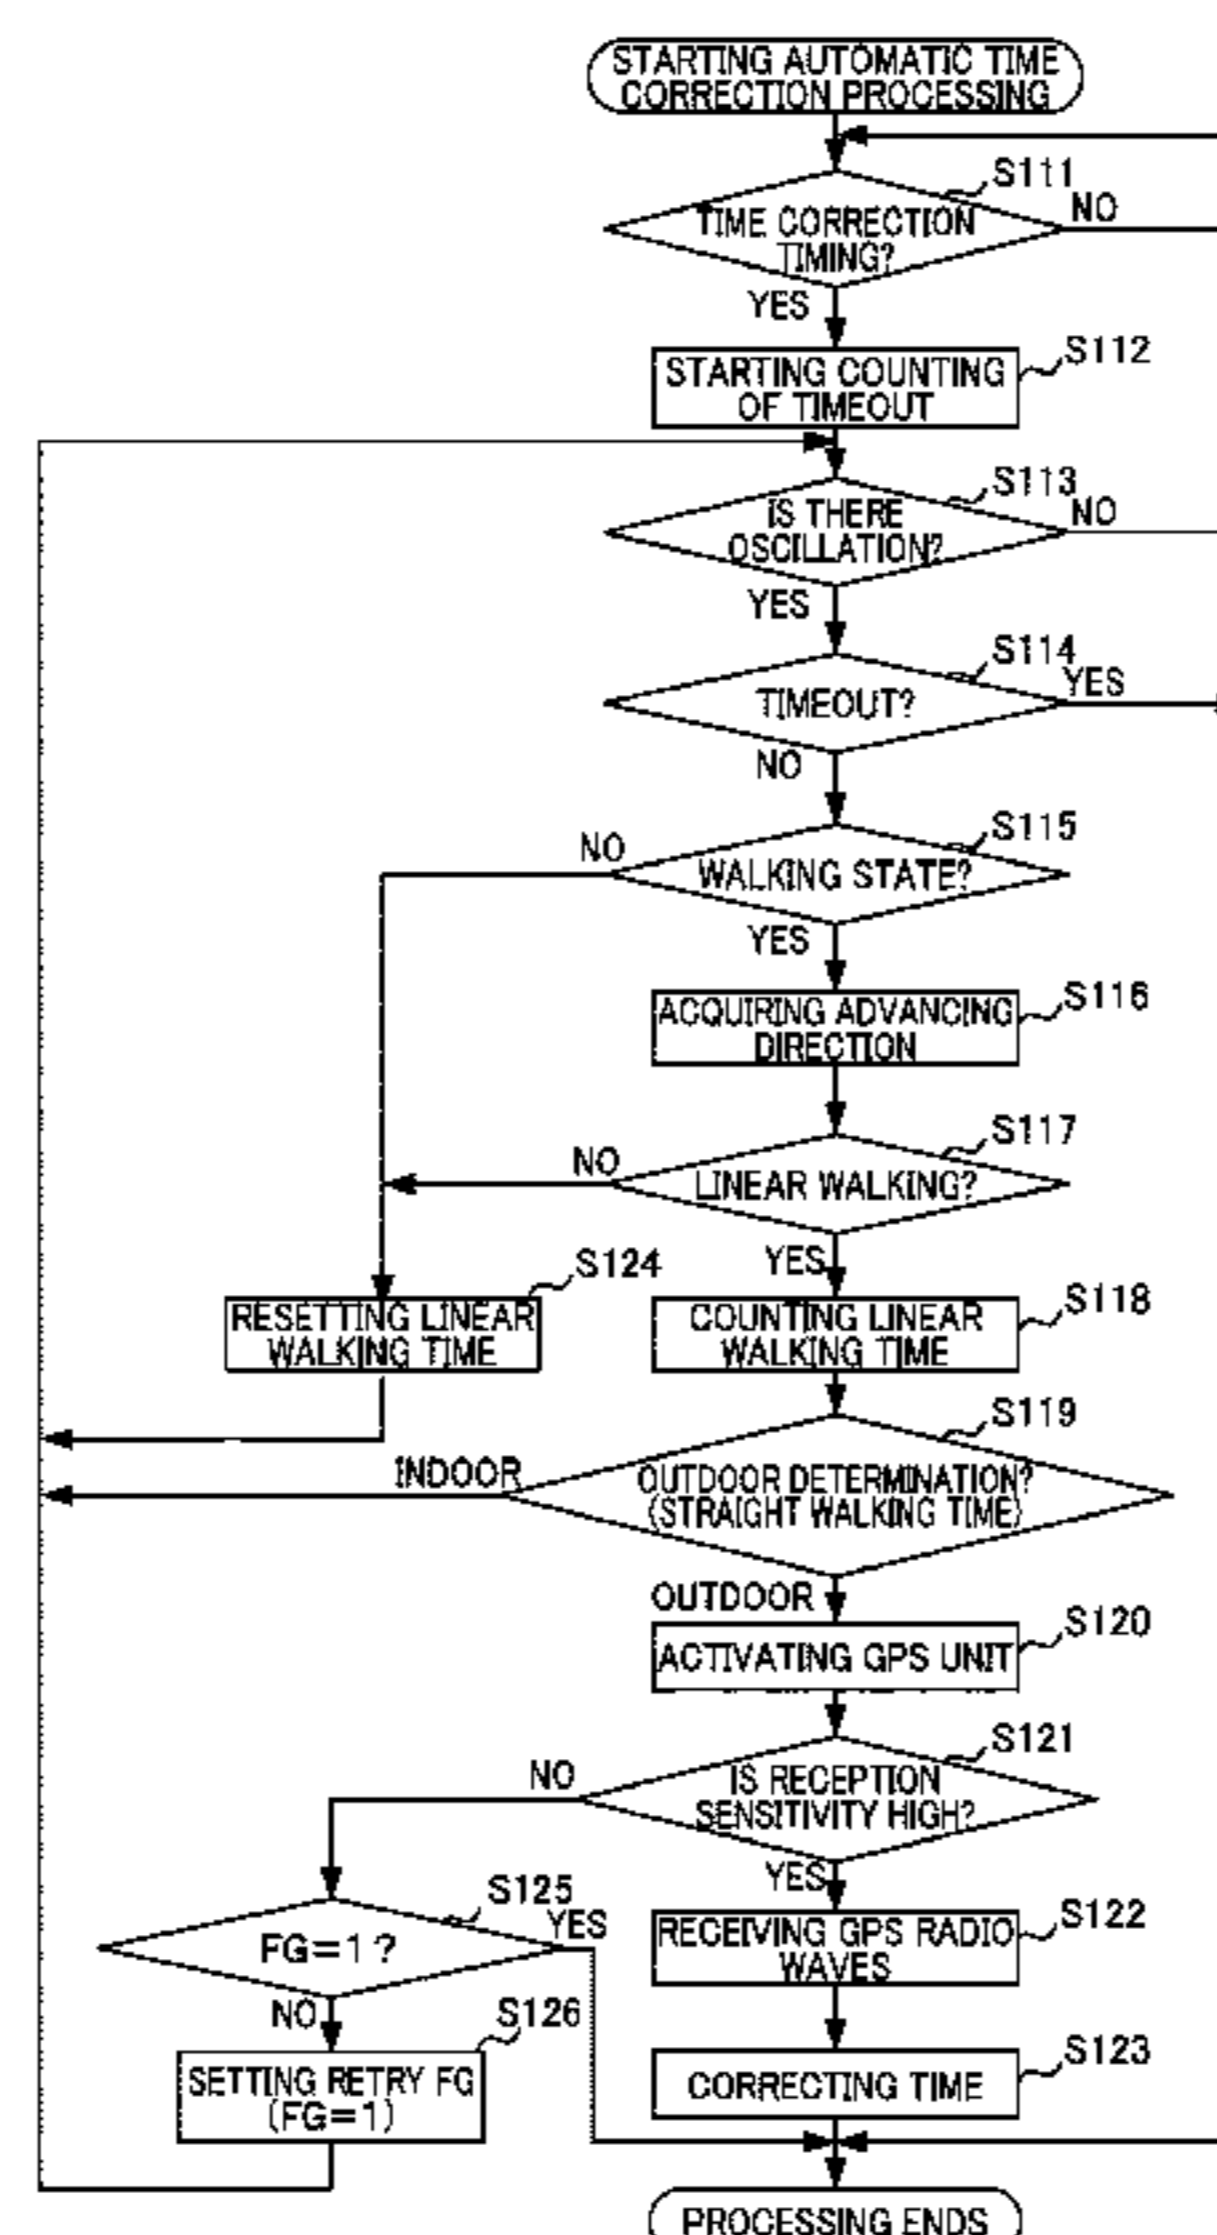 STARTING AUTOMATIC TIME
CORRECTION PROCESSING
S111
TIME CORRECTION
TIMING?
NO
YES
S112
STARTING COUNTING
OF TIMEOUT
S113
IS THERE
OSCILLATION?
NO
YES
S114
TIMEOUT?
YES
NO
S115
WALKING STATE?
NO
YES
S116
ACQUIRING ADVANCING
DIRECTION
S117
LINEAR WALKING?
NO
YES
S124
RESETTING LINEAR
WALKING TIME
S118
COUNTING LINEAR
WALKING TIME
S119
OUTDOOR DETERMINATION?
(STRAIGHT WALKING TIME)
INDOOR
OUTDOOR
S120
ACTIVATING GPS UNIT
S121
IS RECEPTION
SENSITIVITY HIGH?
NO
YES
S125
FG=1?
YES
NO
S122
RECEIVING GPS RADIO
WAVES
S126
SETTING RETRY FG
(FG=1)
S123
CORRECTING TIME
PROCESSING ENDS